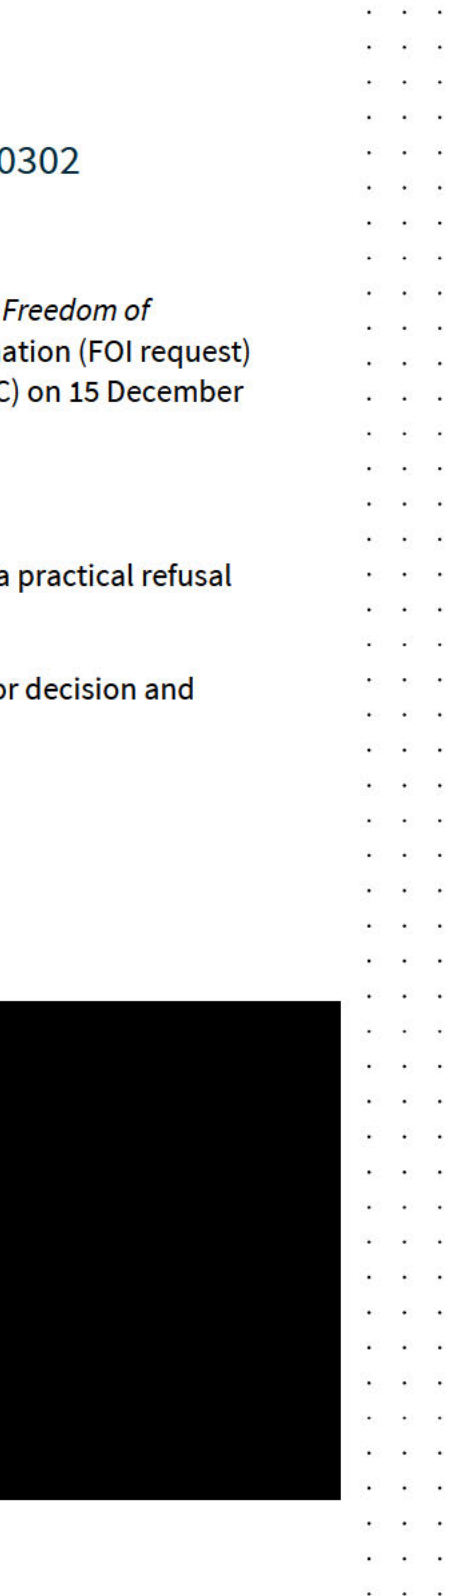 0302
Freedom of
ation (FOI request)
C) on 15 December
a practical refusal
or decision and